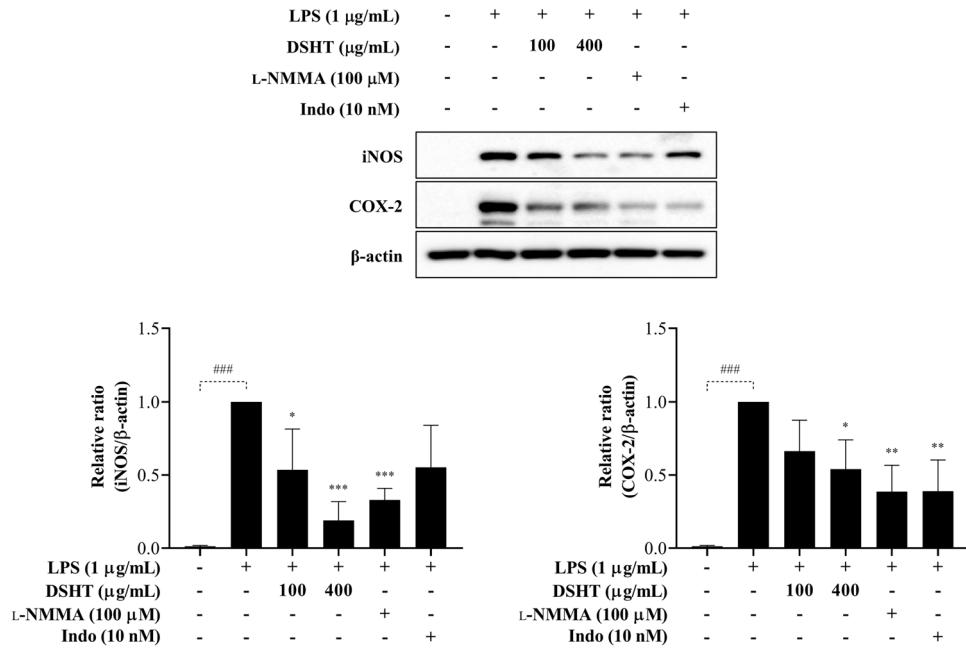 LPS (1 μg/mL) - + + + + +
DSHT (μg/mL) - - 100 400 - -
L-NMMA (100 μM) - - - - + -
Indo (10 nM) - - - - - +
iNOS
COX-2
β-actin
Relative ratio
(iNOS/β-actin)
1.5
1.0
0.5
0.0
###
*
***
***
LPS (1 μg/mL) - + + + + +
DSHT (μg/mL) - - 100 400 - -
L-NMMA (100 μM) - - - - + -
Indo (10 nM) - - - - - +
Relative ratio
(COX-2/β-actin)
1.5
1.0
0.5
0.0
###
*
**
**
LPS (1 μg/mL) - + + + + +
DSHT (μg/mL) - - 100 400 - -
L-NMMA (100 μM) - - - - + -
Indo (10 nM) - - - - - +